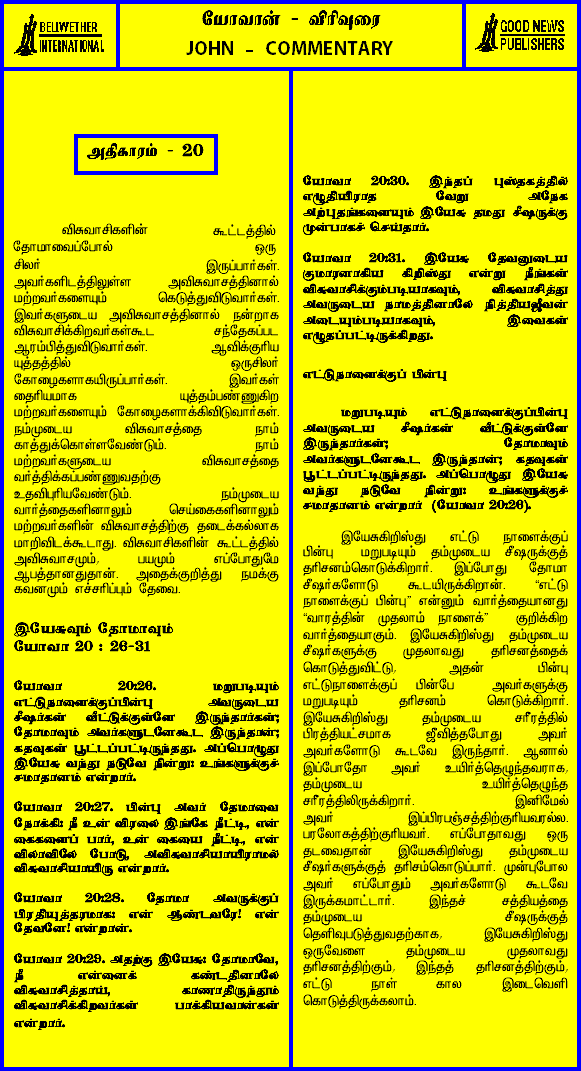 BELLWETHER
INTERNATIONAL
யோவான் - விரிவுரை
JOHN - COMMENTARY
GOOD NEWS
PUBLISHERS
அதிகாரம் - 20
விசுவாசிகளின் கூட்டத்தில்
தோமாவைப்போல் ஒரு
சிலர் இருப்பார்கள்.
அவர்களிடத்திலுள்ள அவிசுவாசத்தினால்
மற்றவர்களையும் கெடுத்துவிடுவார்கள்.
இவர்களுடைய அவிசுவாசத்தினால் நன்றாக
விசுவாசிக்கிறவர்கள்கூட சந்தேகப்பட
ஆரம்பித்துவிடுவார்கள். ஆவிக்குரிய
யுத்தத்தில் ஒருசிலர்
கோழைகளாகயிருப்பார்கள். இவர்கள்
தைரியமாக யுத்தம்பண்ணுகிற
மற்றவர்களையும் கோழைகளாக்கிவிடுவார்கள்.
நம்முடைய விசுவாசத்தை நாம்
காத்துக்கொள்ளவேண்டும். நாம்
மற்றவர்களுடைய விசுவாசத்தை
வர்த்திக்கப்பண்ணுவதற்கு
உதவிபுரியவேண்டும். நம்முடைய
வார்த்தைகளினாலும் செய்கைகளினாலும்
மற்றவர்களின் விசுவாசத்திற்கு தடைக்கல்லாக
மாறிவிடக்கூடாது. விசுவாசிகளின் கூட்டத்தில்
அவிசுவாசமும், பயமும் எப்போதுமே
ஆபத்தானதுதான். அதைக்குறித்து நமக்கு
கவனமும் எச்சரிப்பும் தேவை.
இயேசுவும் தோமாவும்
யோவா 20 : 26-31
யோவா 20:26. மறுபடியும்
எட்டுநாளைக்குப்பின்பு அவருடைய
சீஷர்கள் வீட்டுக்குள்ளே இருந்தார்கள்;
தோமாவும் அவர்களுடனேகூட இருந்தான்;
கதவுகள் பூட்டப்பட்டிருந்தது. அப்பொழுது
இயேசு வந்து நடுவே நின்று: உங்களுக்குச்
சமாதானம் என்றார்.
யோவா 20:27. பின்பு அவர் தோமாவை
நோக்கி: நீ உன் விரலை இங்கே நீட்டி, என்
கைகளைப் பார், உன் கையை நீட்டி, என்
விலாவிலே போடு, அவிசுவாசியாயிராமல்
விசுவாசியாயிரு என்றார்.
யோவா 20:28. தோமா அவருக்குப்
பிரதியுத்தரமாக: என் ஆண்டவரே! என்
தேவனே! என்றான்.
யோவா 20:29. அதற்கு இயேசு: தோமாவே,
நீ என்னைக் கண்டதினாலே
விசுவாசித்தாய், காணாதிருந்தும்
விசுவாசிக்கிறவர்கள் பாக்கியவான்கள்
என்றார்.
யோவா 20:30. இந்தப் புஸ்தகத்தில்
எழுதியிராத வேறு அநேக
அற்புதங்களையும் இயேசு தமது சீஷருக்கு
முன்பாகச் செய்தார்.
யோவா 20:31. இயேசு தேவனுடைய
குமாரனாகிய கிறிஸ்து என்று நீங்கள்
விசுவாசிக்கும்படியாகவும், விசுவாசித்து
அவருடைய நாமத்தினாலே நித்தியஜீவன்
அடையும்படியாகவும், இவைகள்
எழுதப்பட்டிருக்கிறது.
எட்டுநாளைக்குப் பின்பு
மறுபடியும் எட்டுநாளைக்குப்பின்பு
அவருடைய சீஷர்கள் வீட்டுக்குள்ளே
இருந்தார்கள்; தோமாவும்
அவர்களுடனேகூட இருந்தான்; கதவுகள்
பூட்டப்பட்டிருந்தது. அப்பொழுது இயேசு
வந்து நடுவே நின்று: உங்களுக்குச்
சமாதானம் என்றார் (யோவா 20:26).
இயேசுகிறிஸ்து எட்டு நாளைக்குப்
பின்பு மறுபடியும் தம்முடைய சீஷருக்குத்
தரிசனம்கொடுக்கிறார். இப்போது தோமா
சீஷர்களோடு கூடயிருக்கிறான். “எட்டு
நாளைக்குப் பின்பு” என்னும் வார்த்தையானது
“வாரத்தின் முதலாம் நாளைக்” குறிக்கிற
வார்த்தையாகும். இயேசுகிறிஸ்து தம்முடைய
சீஷர்களுக்கு முதலாவது தரிசனத்தைக்
கொடுத்துவிட்டு, அதன் பின்பு
எட்டுநாளைக்குப் பின்பே அவர்களுக்கு
மறுபடியும் தரிசனம் கொடுக்கிறார்.
இயேசுகிறிஸ்து தம்முடைய சரீரத்தில்
பிரத்தியட்சமாக ஜீவித்தபோது அவர்
அவர்களோடு கூடவே இருந்தார். ஆனால்
இப்போதோ அவர் உயிர்த்தெழுந்தவராக,
தம்முடைய உயிர்த்தெழுந்த
சரீரத்திலிருக்கிறார். இனிமேல்
அவர் இப்பிரபஞ்சத்திற்குரியவரல்ல.
பரலோகத்திற்குரியவர். எப்போதாவது ஒரு
தடவைதான் இயேசுகிறிஸ்து தம்முடைய
சீஷர்களுக்குத் தரிசம்கொடுப்பார். முன்புபோல
அவர் எப்போதும் அவர்களோடு கூடவே
இருக்கமாட்டார். இந்தச் சத்தியத்தை
தம்முடைய சீஷருக்குத்
தெளிவுபடுத்துவதற்காக, இயேசுகிறிஸ்து
ஒருவேளை தம்முடைய முதலாவது
தரிசனத்திற்கும், இந்தத் தரிசனத்திற்கும்,
எட்டு நாள் கால இடைவெளி
கொடுத்திருக்கலாம்.